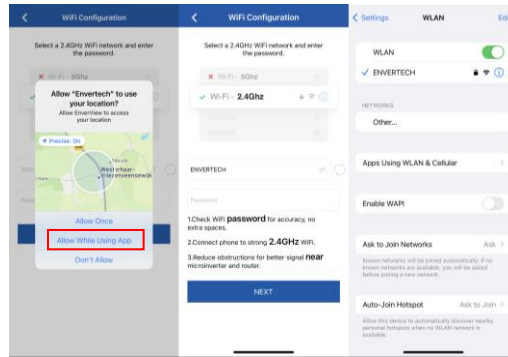 WiFi Configuration
Select a 2.4GHz WiFi network and enter
the password.
Wi-Fi - 5Ghz
Allow "Envertech" to use
your location?
Allow EnverView to access
your location
Precise: On
Allow Once
Allow While Using App
Don't Allow
WiFi Configuration
Select a 2.4GHz WiFi network and enter
the password.
Wi-Fi - 5Ghz
Wi-Fi - 2.4Ghz
ENVERTECH
Password
1.Check WiFi password for accuracy, no
extra spaces.
2.Connect phone to strong 2.4GHz WiFi.
3.Reduce obstructions for better signal near
microinverter and router.
NEXT
Settings
WLAN
Edi
WLAN
ENVERTECH
NETWORKS
Other...
Apps Using WLAN & Cellular
Enable WAPI
Ask to Join Networks
Ask
Known networks will be joined automatically. If no
known networks are available, you will be asked
before joining a new network.
Auto-Join Hotspot
Ask to Join
Allow this device to automatically discover nearby
personal hotspots when no WLAN network is
available.